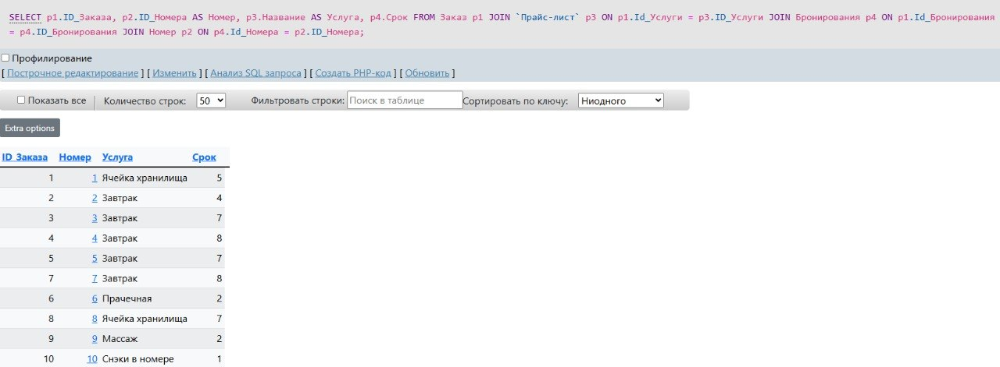 SELECT p1.ID_Заказа, p2.ID_Номера AS Номер, p3.Название AS Услуга, p4.Срок FROM Заказ p1 JOIN `Прайс-лист` p3 ON p1.Id_Услуги = p3.ID_Услуги JOIN Бронирования p4 ON p1.Id_Бронирования
= p4.ID_Бронирования JOIN Номер p2 ON p4.Id_Номера = p2.ID_Номера;
Профилирование
[ Построчное редактирование ] [ Изменить ] [ Анализ SQL запроса ] [ Создать PHP-код ] [ Обновить ]
Показать все Количество строк: 50 Фильтровать строки: Поиск в таблице Сортировать по ключу: Ниодного
Extra options
ID_Заказа Номер Услуга Срок
1 1 Ячейка хранилища 5
2 2 Завтрак 4
3 3 Завтрак 7
4 4 Завтрак 8
5 5 Завтрак 7
7 7 Завтрак 8
6 6 Прачечная 2
8 8 Ячейка хранилища 7
9 9 Массаж 2
10 10 Снэки в номере 1